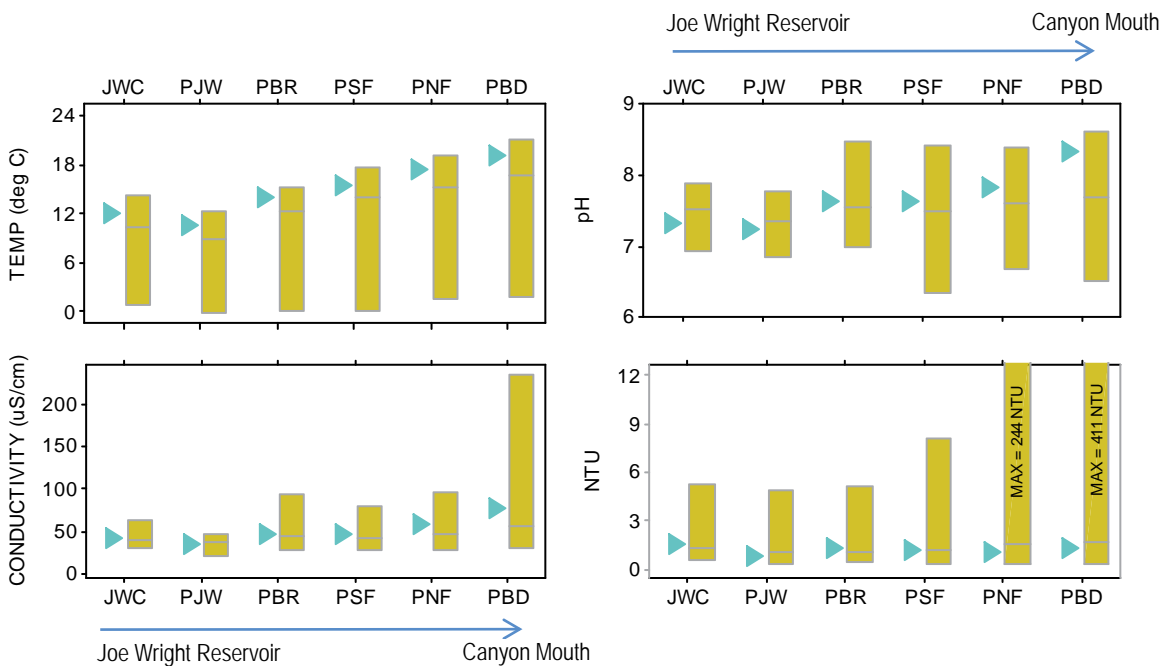 Joe Wright Reservoir Canyon Mouth
JWC PJW PBR PSF PNF PBD
24
18
12
6
0
TEMP (deg C)
JWC PJW PBR PSF PNF PBD
9
8
7
6
pH
200
150
100
50
0
CONDUCTIVITY (uS/cm)
JWC PJW PBR PSF PNF PBD
Joe Wright Reservoir Canyon Mouth
12
9
6
3
0
NTU
MAX = 244 NTU
MAX = 411 NTU
JWC PJW PBR PSF PNF PBD